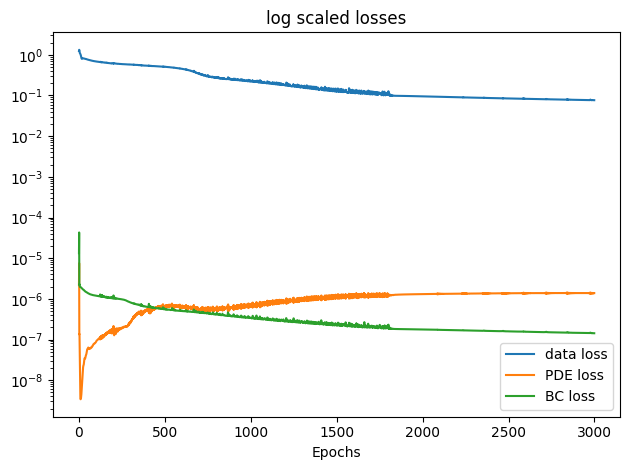 log scaled losses
10⁰
10⁻¹
10⁻²
10⁻³
10⁻⁴
10⁻⁵
10⁻⁶
10⁻⁷
10⁻⁸
data loss
PDE loss
BC loss
0 500 1000 1500 2000 2500 3000
Epochs